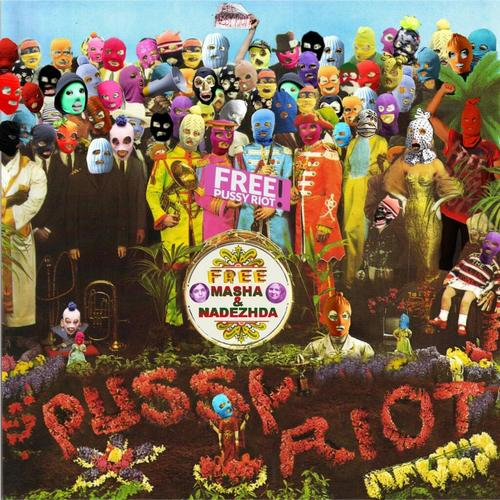 FREE!
PUSSY RIOT
FREE
MASHA
&
NADEZHDA
PUSSY
RIOT